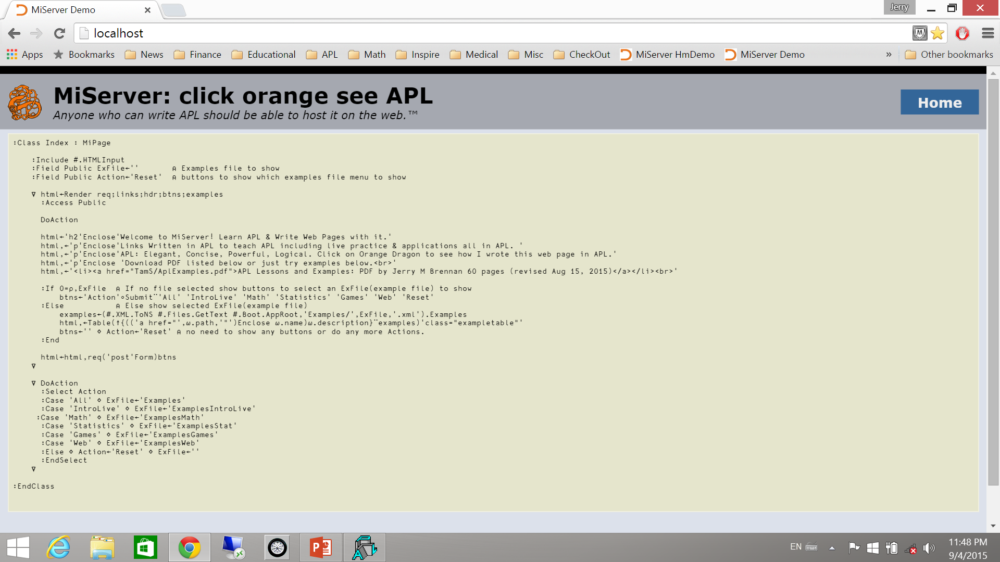 MiServer Demo
Jerry
localhost
Apps Bookmarks News Finance Educational APL Math Inspire Medical Misc CheckOut MiServer HmDemo MiServer Demo » Other bookmarks
MiServer: click orange see APL
Anyone who can write APL should be able to host it on the web.™
Home
:Class Index : MiPage
:Include #.HTMLInput
:Field Public ExFile←'' ⍝ Examples file to show
:Field Public Action←'Reset' ⍝ buttons to show which examples file menu to show
∇ html←Render req;links;hdr;btns;examples
:Access Public
DoAction
html←'h2'Enclose'Welcome to MiServer! Learn APL & Write Web Pages with it.'
html,←'p'Enclose'Links Written in APL to teach APL including live practice & applications all in APL. '
html,←'p'Enclose'APL: Elegant, Concise, Powerful, Logical. Click on Orange Dragon to see how I wrote this web page in APL.'
html,←'p'Enclose 'Download PDF listed below or just try examples below.<br>'
html,←'<li><a href="TamS/AplExamples.pdf">APL Lessons and Examples: PDF by Jerry M Brennan 60 pages (revised Aug 15, 2015)</a></li><br>'
:If 0=⍴,ExFile ⍝ If no file selected show buttons to select an ExFile(example file) to show
btns←'Action'∘Submit¨'All' 'IntroLive' 'Math' 'Statistics' 'Games' 'Web' 'Reset'
:Else ⍝ Else show selected ExFile(example file)
examples←(#.XML.ToNS #.Files.GetText #.Boot.AppRoot,'Examples/',ExFile,'.xml').Examples
html,←Table(↑{(('a href="',⍵.path,'"')Enclose ⍵.name)⍵.description}¨examples)'class="exampletable"'
btns←'' ⋄ Action←'Reset' ⍝ no need to show any buttons or do any more Actions.
:End
html←html,req('post'Form)btns
∇
∇ DoAction
:Select Action
:Case 'All' ⋄ ExFile←'Examples'
:Case 'IntroLive' ⋄ ExFile←'ExamplesIntroLive'
:Case 'Math' ⋄ ExFile←'ExamplesMath'
:Case 'Statistics' ⋄ ExFile←'ExamplesStat'
:Case 'Games' ⋄ ExFile←'ExamplesGames'
:Case 'Web' ⋄ ExFile←'ExamplesWeb'
:Else ⋄ Action←'Reset' ⋄ ExFile←''
:EndSelect
∇
:EndClass
EN
11:48 PM
9/4/2015